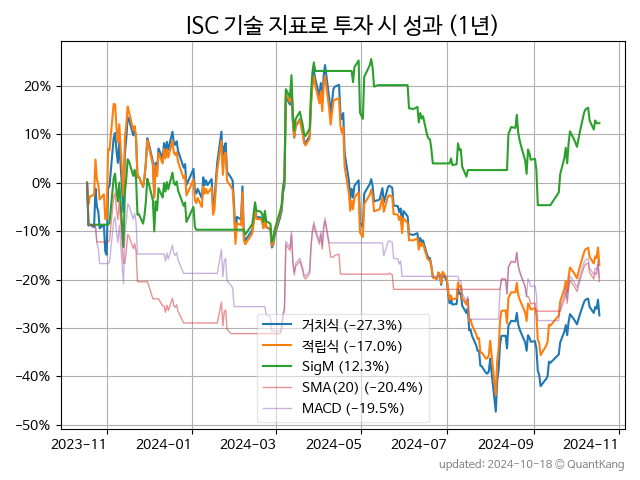 ISC 기술 지표로 투자 시 성과 (1년)
20%
10%
0%
−10%
−20%
−30%
−40%
−50%
거치식 (−27.3%)
적립식 (−17.0%)
SigM (12.3%)
SMA(20) (−20.4%)
MACD (−19.5%)
2023-11 2024-01 2024-03 2024-05 2024-07 2024-09 2024-11
updated: 2024-10-18 © QuantKang